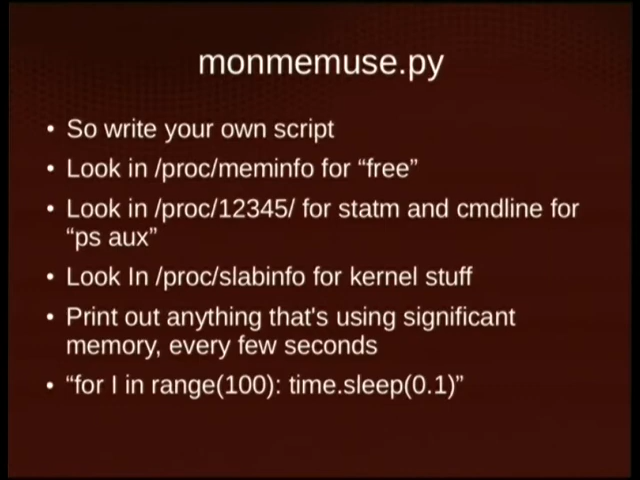 monmemuse.py
• So write your own script
• Look in /proc/meminfo for “free”
• Look in /proc/12345/ for statm and cmdline for
“ps aux”
• Look In /proc/slabinfo for kernel stuff
• Print out anything that's using significant
memory, every few seconds
• “for I in range(100): time.sleep(0.1)”